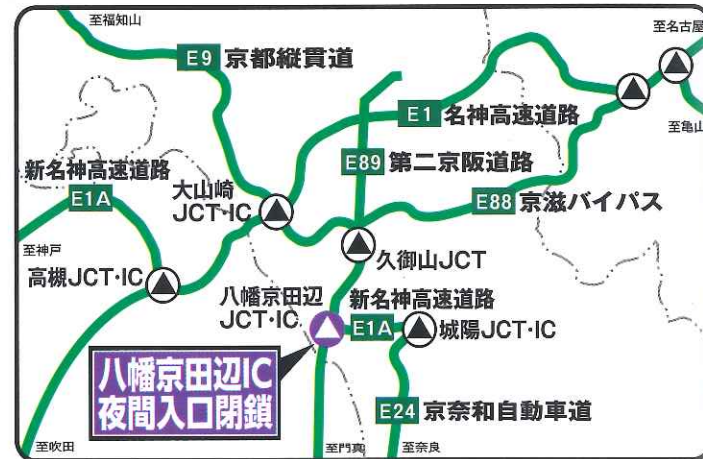 至福知山
至名古屋
E9 京都縦貫道
E1 名神高速道路
至亀山
新名神高速道路
E1A
E89 第二京阪道路
大山崎
JCT・IC
E88 京滋バイパス
至神戸
高槻JCT・IC
久御山JCT
八幡京田辺
JCT・IC
新名神高速道路
E1A
城陽JCT・IC
八幡京田辺IC
夜間入口閉鎖
E24 京奈和自動車道
至吹田
至門真
至奈良